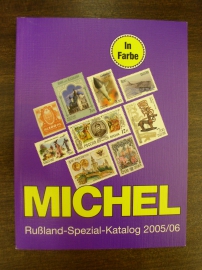 In
Farbe
MICHEL
Rußland-Spezial-Katalog 2005/06